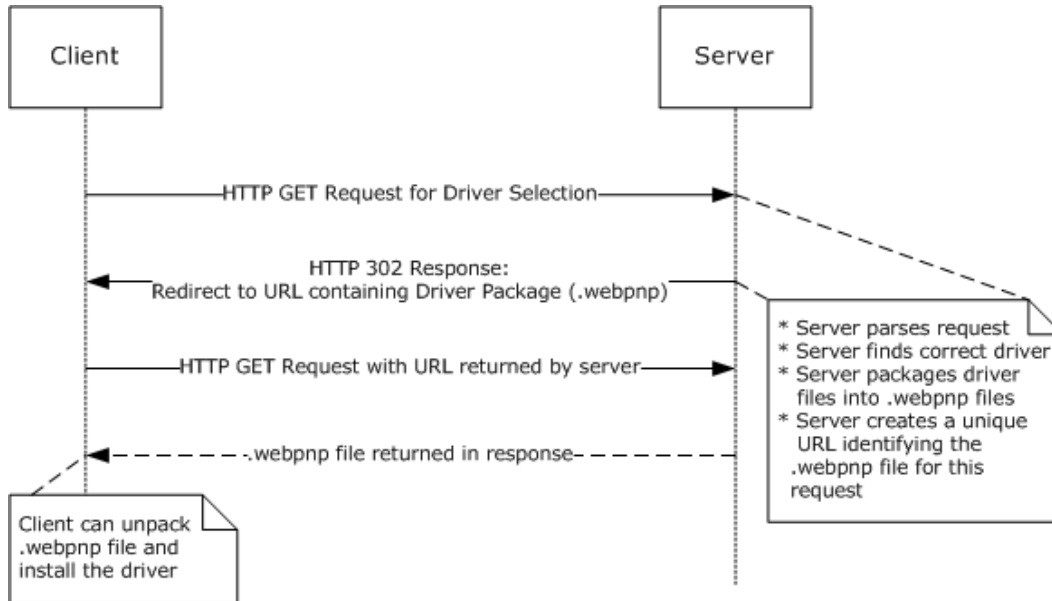 Client
Server
HTTP GET Request for Driver Selection
HTTP 302 Response:
Redirect to URL containing Driver Package (.webpnp)
* Server parses request
* Server finds correct driver
* Server packages driver
files into .webpnp files
* Server creates a unique
URL identifying the
.webpnp file for this
request
HTTP GET Request with URL returned by server
.webpnp file returned in response
Client can unpack
.webpnp file and
install the driver